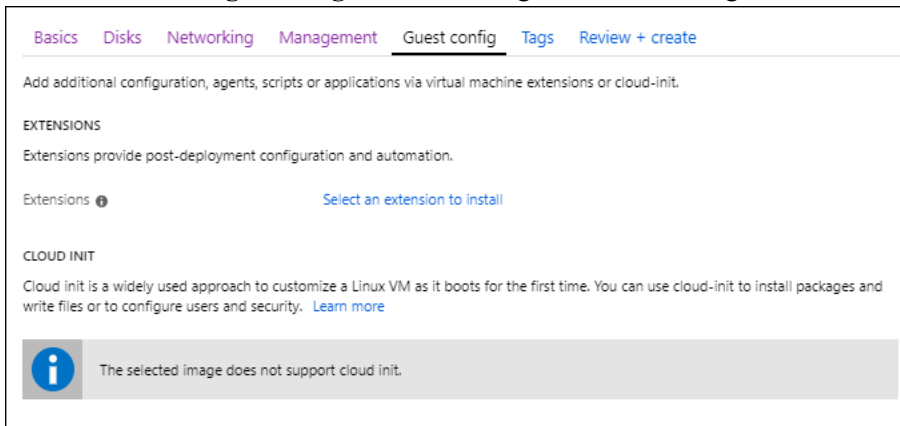 Basics Disks Networking Management Guest config Tags Review + create
Add additional configuration, agents, scripts or applications via virtual machine extensions or cloud-init.
EXTENSIONS
Extensions provide post-deployment configuration and automation.
Extensions Select an extension to install
CLOUD INIT
Cloud init is a widely used approach to customize a Linux VM as it boots for the first time. You can use cloud-init to install packages and
write files or to configure users and security. Learn more
The selected image does not support cloud init.